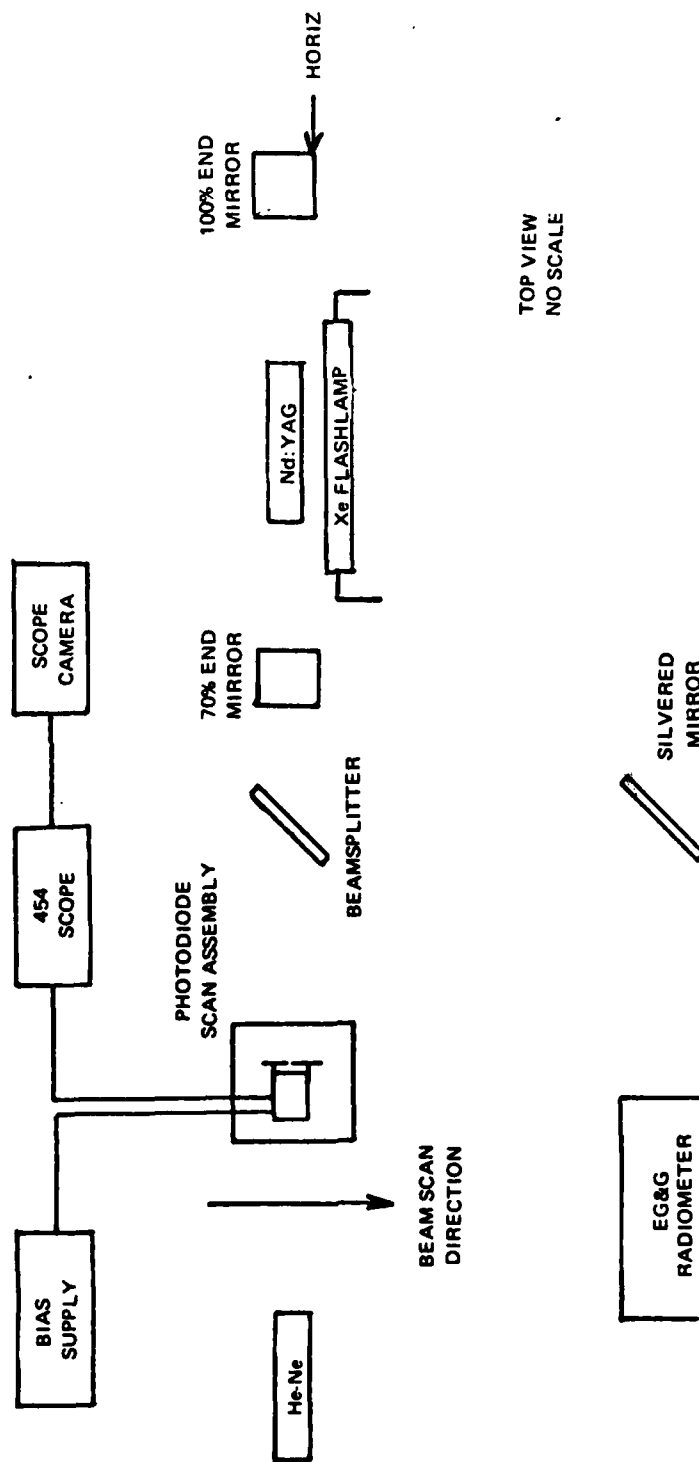 BIAS
SUPPLY
454
SCOPE
SCOPE
CAMERA
PHOTODIODE
SCAN ASSEMBLY
70% END
MIRROR
100% END
MIRROR
HORIZ
He-Ne
Nd:YAG
Xe FLASHLAMP
BEAMSPLITTER
BEAM SCAN
DIRECTION
TOP VIEW
NO SCALE
EG&G
RADIOMETER
SILVERED
MIRROR